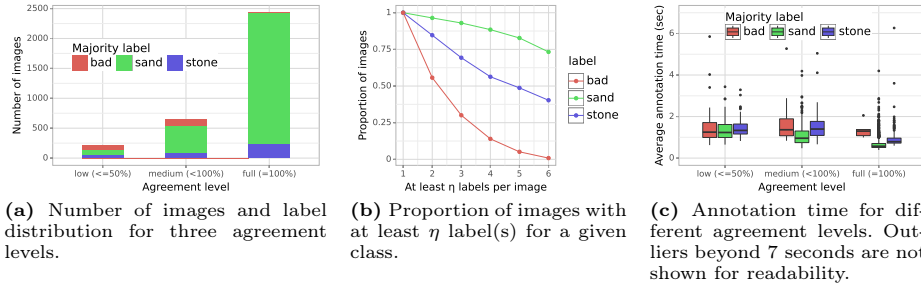 2500
2000
1500
1000
500
0
Number of images
Majority label
bad sand stone
low (<=50%) medium (<100%) full (=100%)
Agreement level
(a) Number of images and label
distribution for three agreement
levels.
1
0.75
0.50
0.25
0
Proportion of images
1 2 3 4 5 6
At least η labels per image
label
bad
sand
stone
(b) Proportion of images with
at least η label(s) for a given
class.
6
4
2
0
Average annotation time (sec)
Majority label
bad sand stone
low (<=50%) medium (<100%) full (=100%)
Agreement level
(c) Annotation time for dif-
ferent agreement levels. Out-
liers beyond 7 seconds are not
shown for readability.